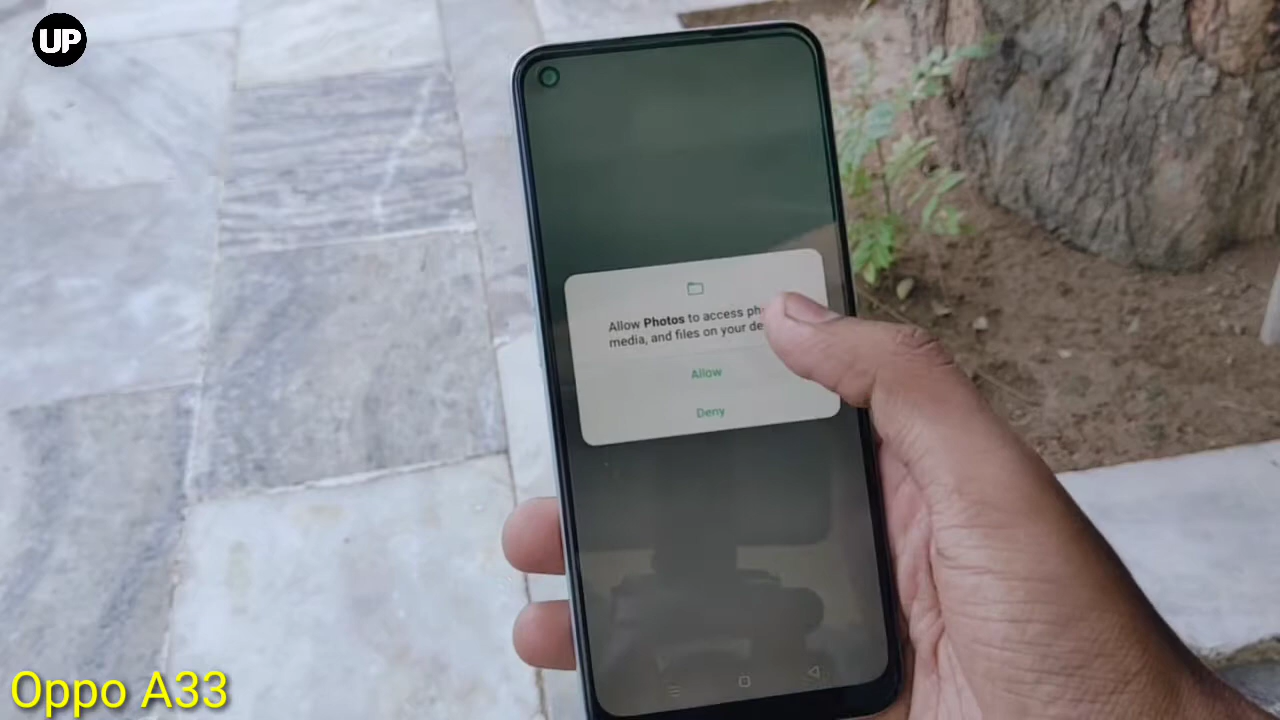 UP
Allow Photos to access
media, and files on your
Allow
Deny
Oppo A33